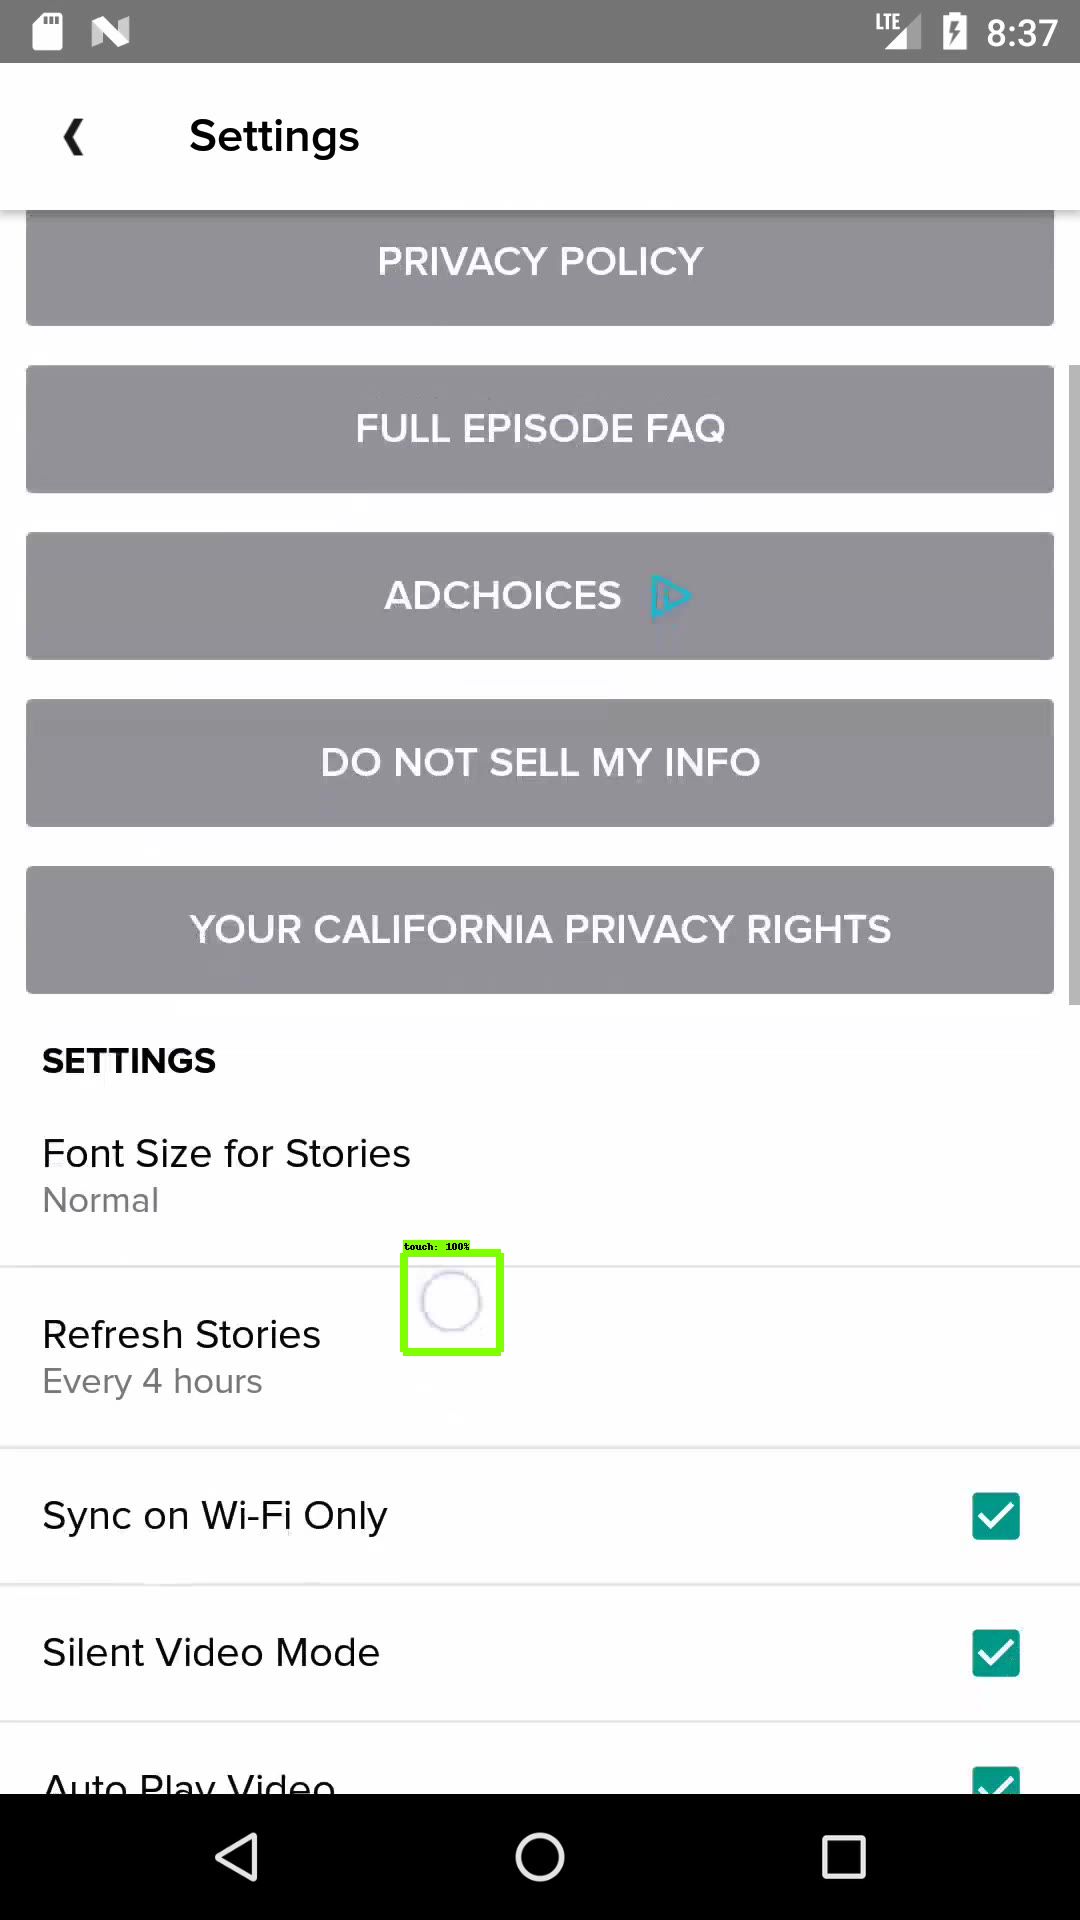 LTE 8:37
Settings
PRIVACY POLICY
FULL EPISODE FAQ
ADCHOICES
DO NOT SELL MY INFO
YOUR CALIFORNIA PRIVACY RIGHTS
SETTINGS
Font Size for Stories
Normal
touch: 100%
Refresh Stories
Every 4 hours
Sync on Wi-Fi Only
Silent Video Mode
Auto Play Video